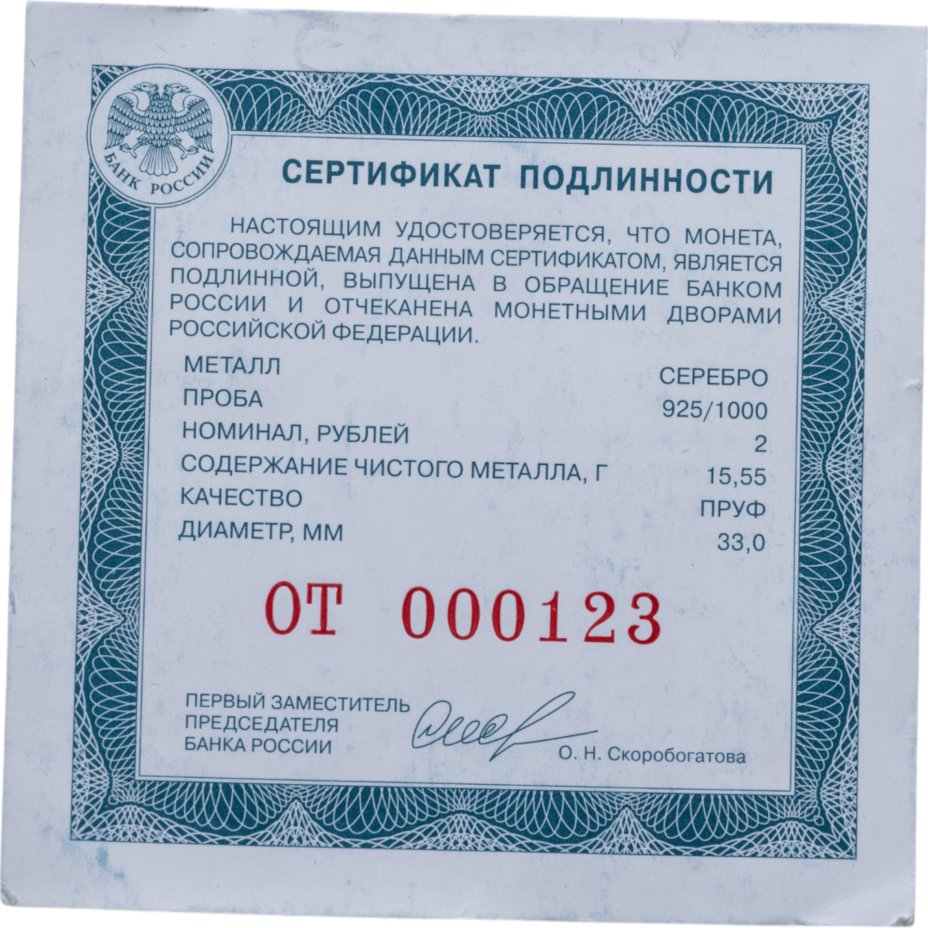 БАНК РОССИИ
СЕРТИФИКАТ ПОДЛИННОСТИ
НАСТОЯЩИМ УДОСТОВЕРЯЕТСЯ, ЧТО МОНЕТА,
СОПРОВОЖДАЕМАЯ ДАННЫМ СЕРТИФИКАТОМ, ЯВЛЯЕТСЯ
ПОДЛИННОЙ, ВЫПУЩЕНА В ОБРАЩЕНИЕ БАНКОМ
РОССИИ И ОТЧЕКАНЕНА МОНЕТНЫМИ ДВОРАМИ
РОССИЙСКОЙ ФЕДЕРАЦИИ.
МЕТАЛЛ СЕРЕБРО
ПРОБА 925/1000
НОМИНАЛ, РУБЛЕЙ 2
СОДЕРЖАНИЕ ЧИСТОГО МЕТАЛЛА, Г 15,55
КАЧЕСТВО ПРУФ
ДИАМЕТР, ММ 33,0
ОТ 000123
ПЕРВЫЙ ЗАМЕСТИТЕЛЬ
ПРЕДСЕДАТЕЛЯ
БАНКА РОССИИ
О. Н. Скоробогатова